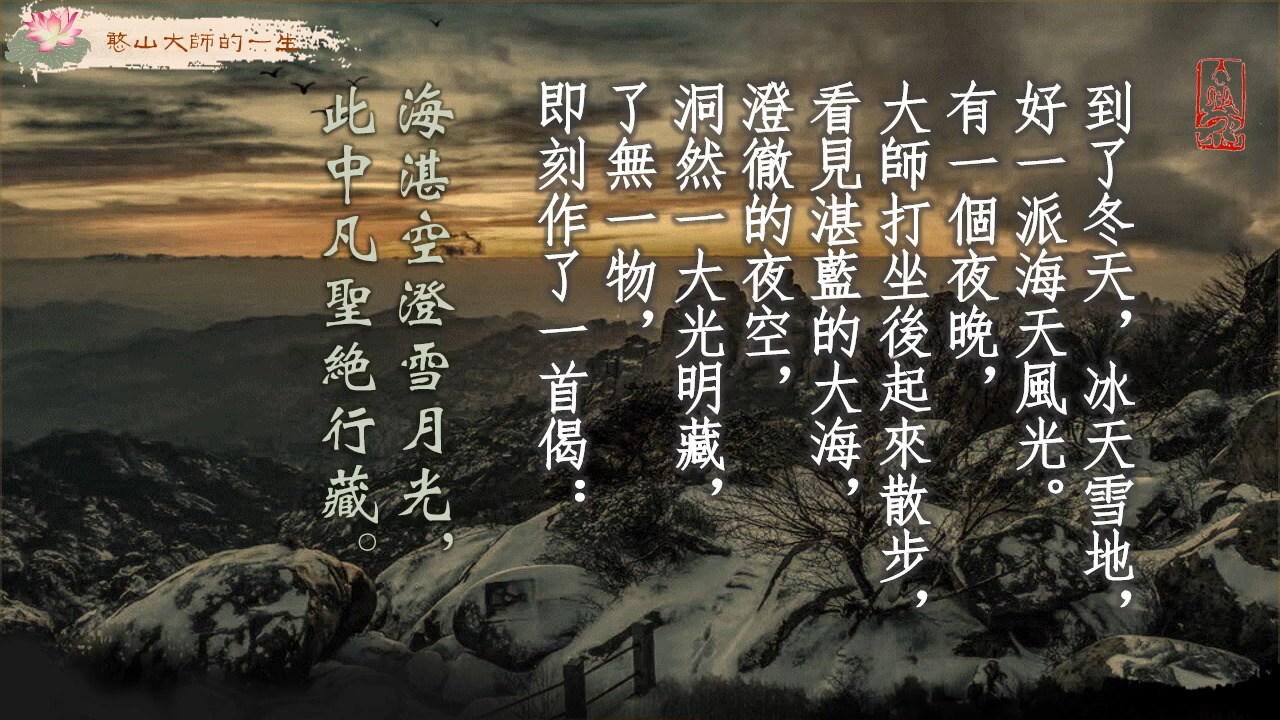 憨山大師的一生
到了冬天，冰天雪地，
好一派海天風光。
有一個夜晚，
大師打坐後起來散步，
看見湛藍的大海，
澄徹的夜空，
洞然一大光明藏，
了無一物，
即刻作了一首偈：
海湛空澄雪月光，
此中凡聖絕行藏。